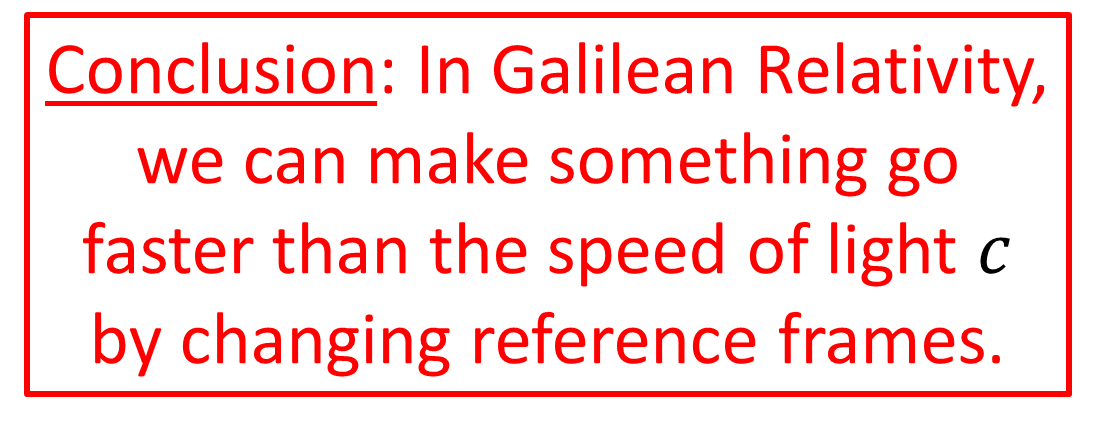 Conclusion: In Galilean Relativity,
we can make something go
faster than the speed of light c
by changing reference frames.